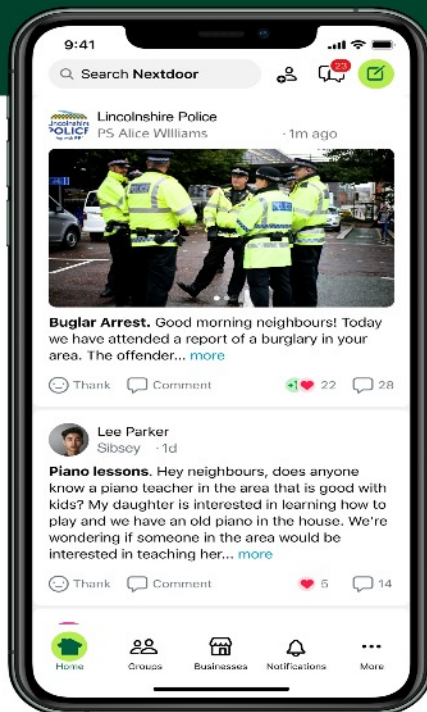 9:41
Search Nextdoor
23
Lincolnshire
POLICE
Lincolnshire Police
PS Alice Williams · 1m ago
Buglar Arrest. Good morning neighbours! Today
we have attended a report of a burglary in your
area. The offender... more
Thank Comment 22 28
Lee Parker
Sibsey · 1d
Piano lessons. Hey neighbours, does anyone
know a piano teacher in the area that is good with
kids? My daughter is interested in learning how to
play and we have an old piano in the house. We're
wondering if someone in the area would be
interested in teaching her... more
Thank Comment 5 14
Home Groups Businesses Notifications More